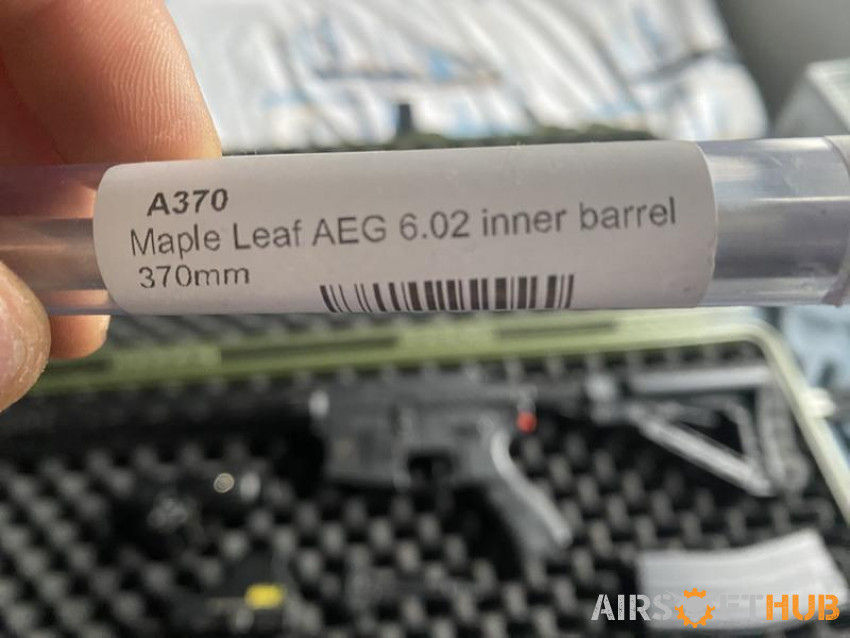 A370
Maple Leaf AEG 6.02 inner barrel
370mm
AIRSOFTHUB